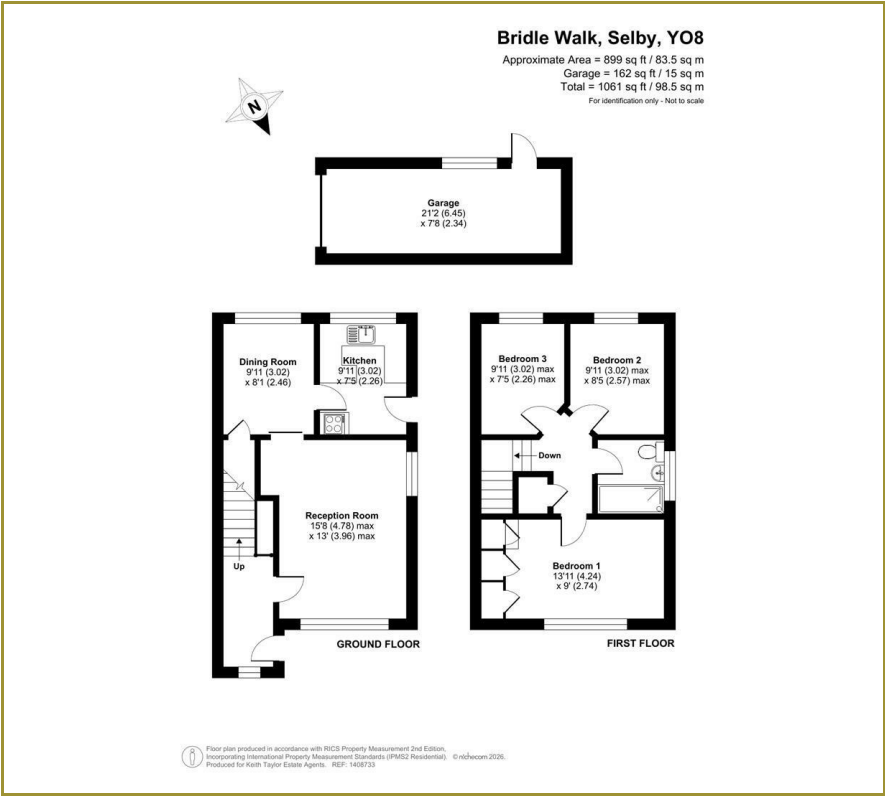 Bridle Walk, Selby, YO8
Approximate Area = 899 sq ft / 83.5 sq m
Garage = 162 sq ft / 15 sq m
Total = 1061 sq ft / 98.5 sq m
For identification only - Not to scale
N
Garage
21'2 (6.45)
x 7'8 (2.34)
Dining Room
9'11 (3.02)
x 8'1 (2.46)
Kitchen
9'11 (3.02)
x 7'5 (2.26)
Reception Room
15'8 (4.78) max
x 13' (3.96) max
Up
GROUND FLOOR
Bedroom 3
9'11 (3.02) max
x 7'5 (2.26) max
Bedroom 2
9'11 (3.02) max
x 8'5 (2.57) max
Down
Bedroom 1
13'11 (4.24)
x 9' (2.74)
FIRST FLOOR
Floor plan produced in accordance with RICS Property Measurement 2nd Edition,
Incorporating International Property Measurement Standards (IPMS2 Residential). © nichecom 2026.
Produced for Keith Taylor Estate Agents. REF: 1408733